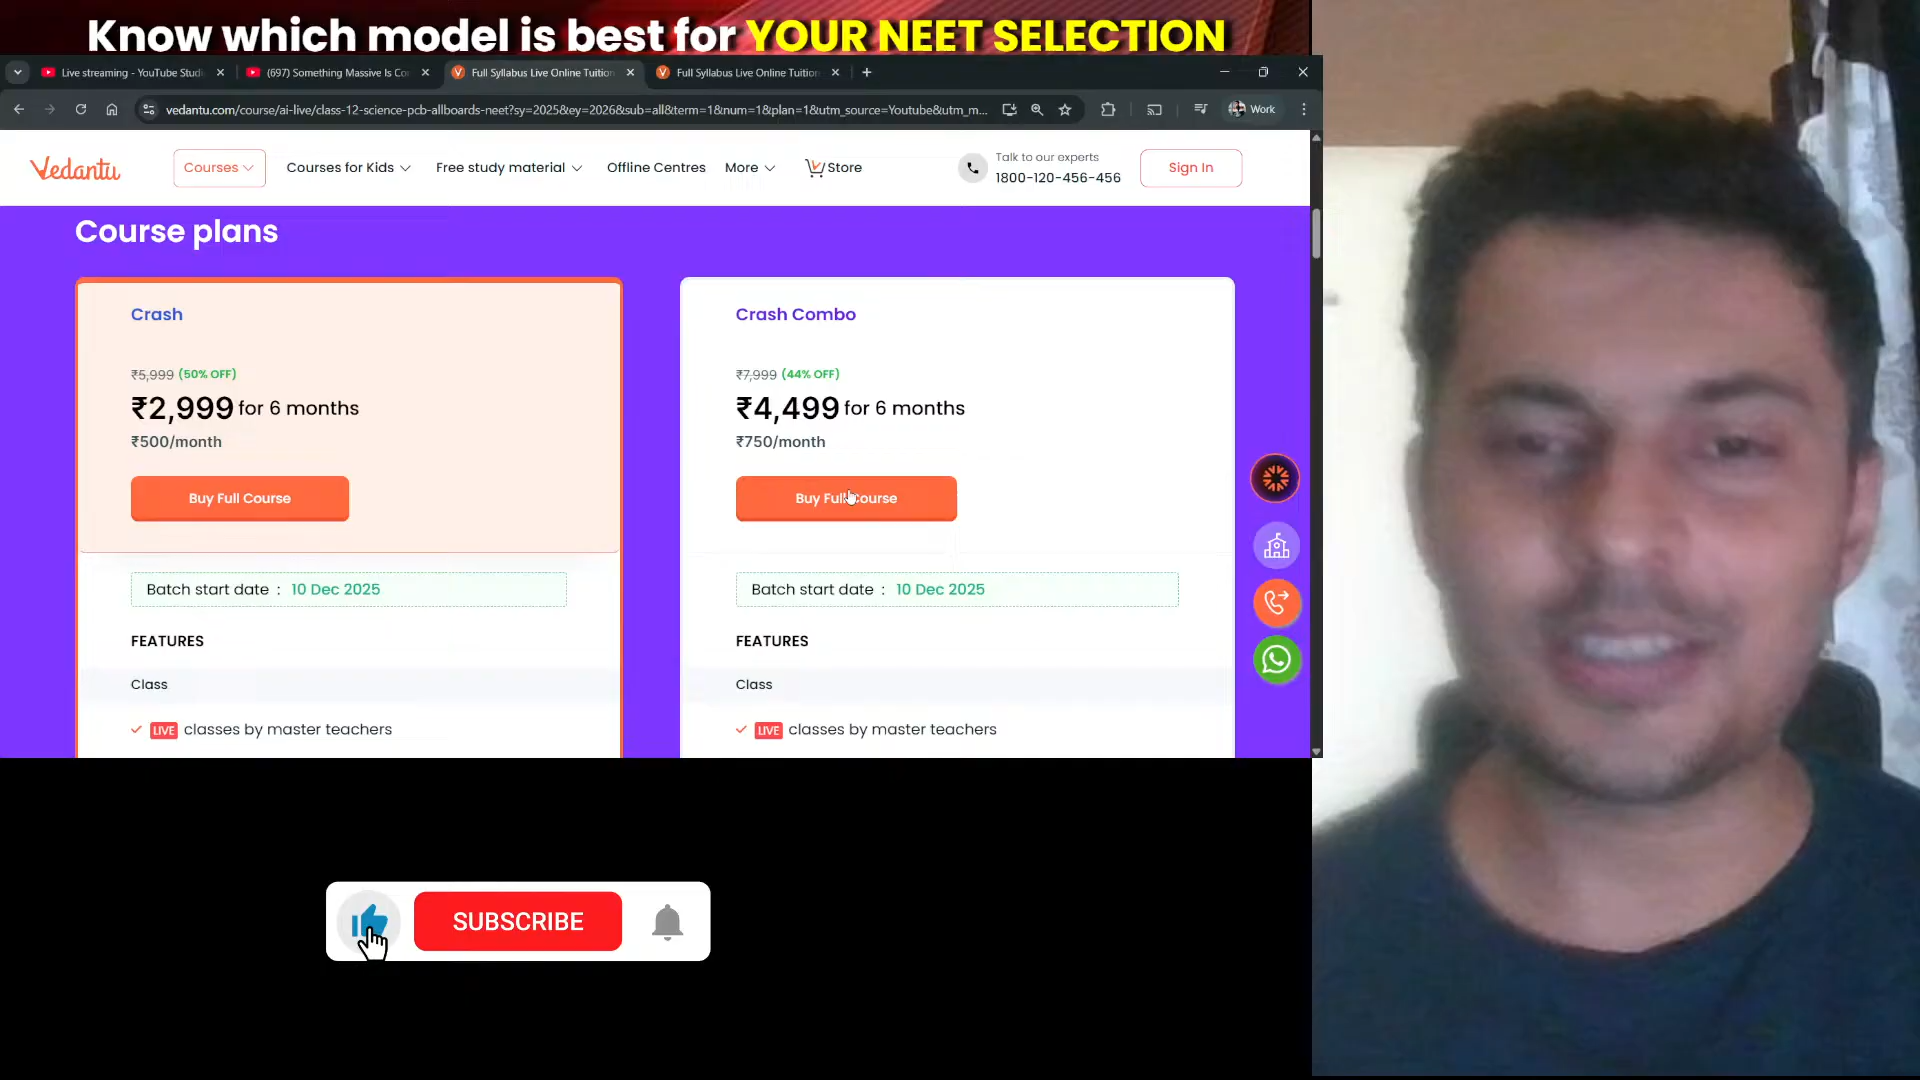 Know which model is best for YOUR NEET SELECTION
Live streaming - YouTube Studi
(697) Something Massive Is Co
Full Syllabus Live Online Tuition
Full Syllabus Live Online Tuition
vedantu.com/course/ai-live/class-12-science-pcb-allboards-neet?sy=2025&ey=2026&sub=all&term=1&num=1&plan=1&utm_source=Youtube&utm_m...
Work
Vedantu
Courses
Courses for Kids
Free study material
Offline Centres
More
Store
Talk to our experts
1800-120-456-456
Sign In
Course plans
Crash
₹5,999 (50% OFF)
₹2,999 for 6 months
₹500/month
Buy Full Course
Batch start date : 10 Dec 2025
FEATURES
Class
LIVE classes by master teachers
Crash Combo
₹7,999 (44% OFF)
₹4,499 for 6 months
₹750/month
Buy Full Course
Batch start date : 10 Dec 2025
FEATURES
Class
LIVE classes by master teachers
SUBSCRIBE